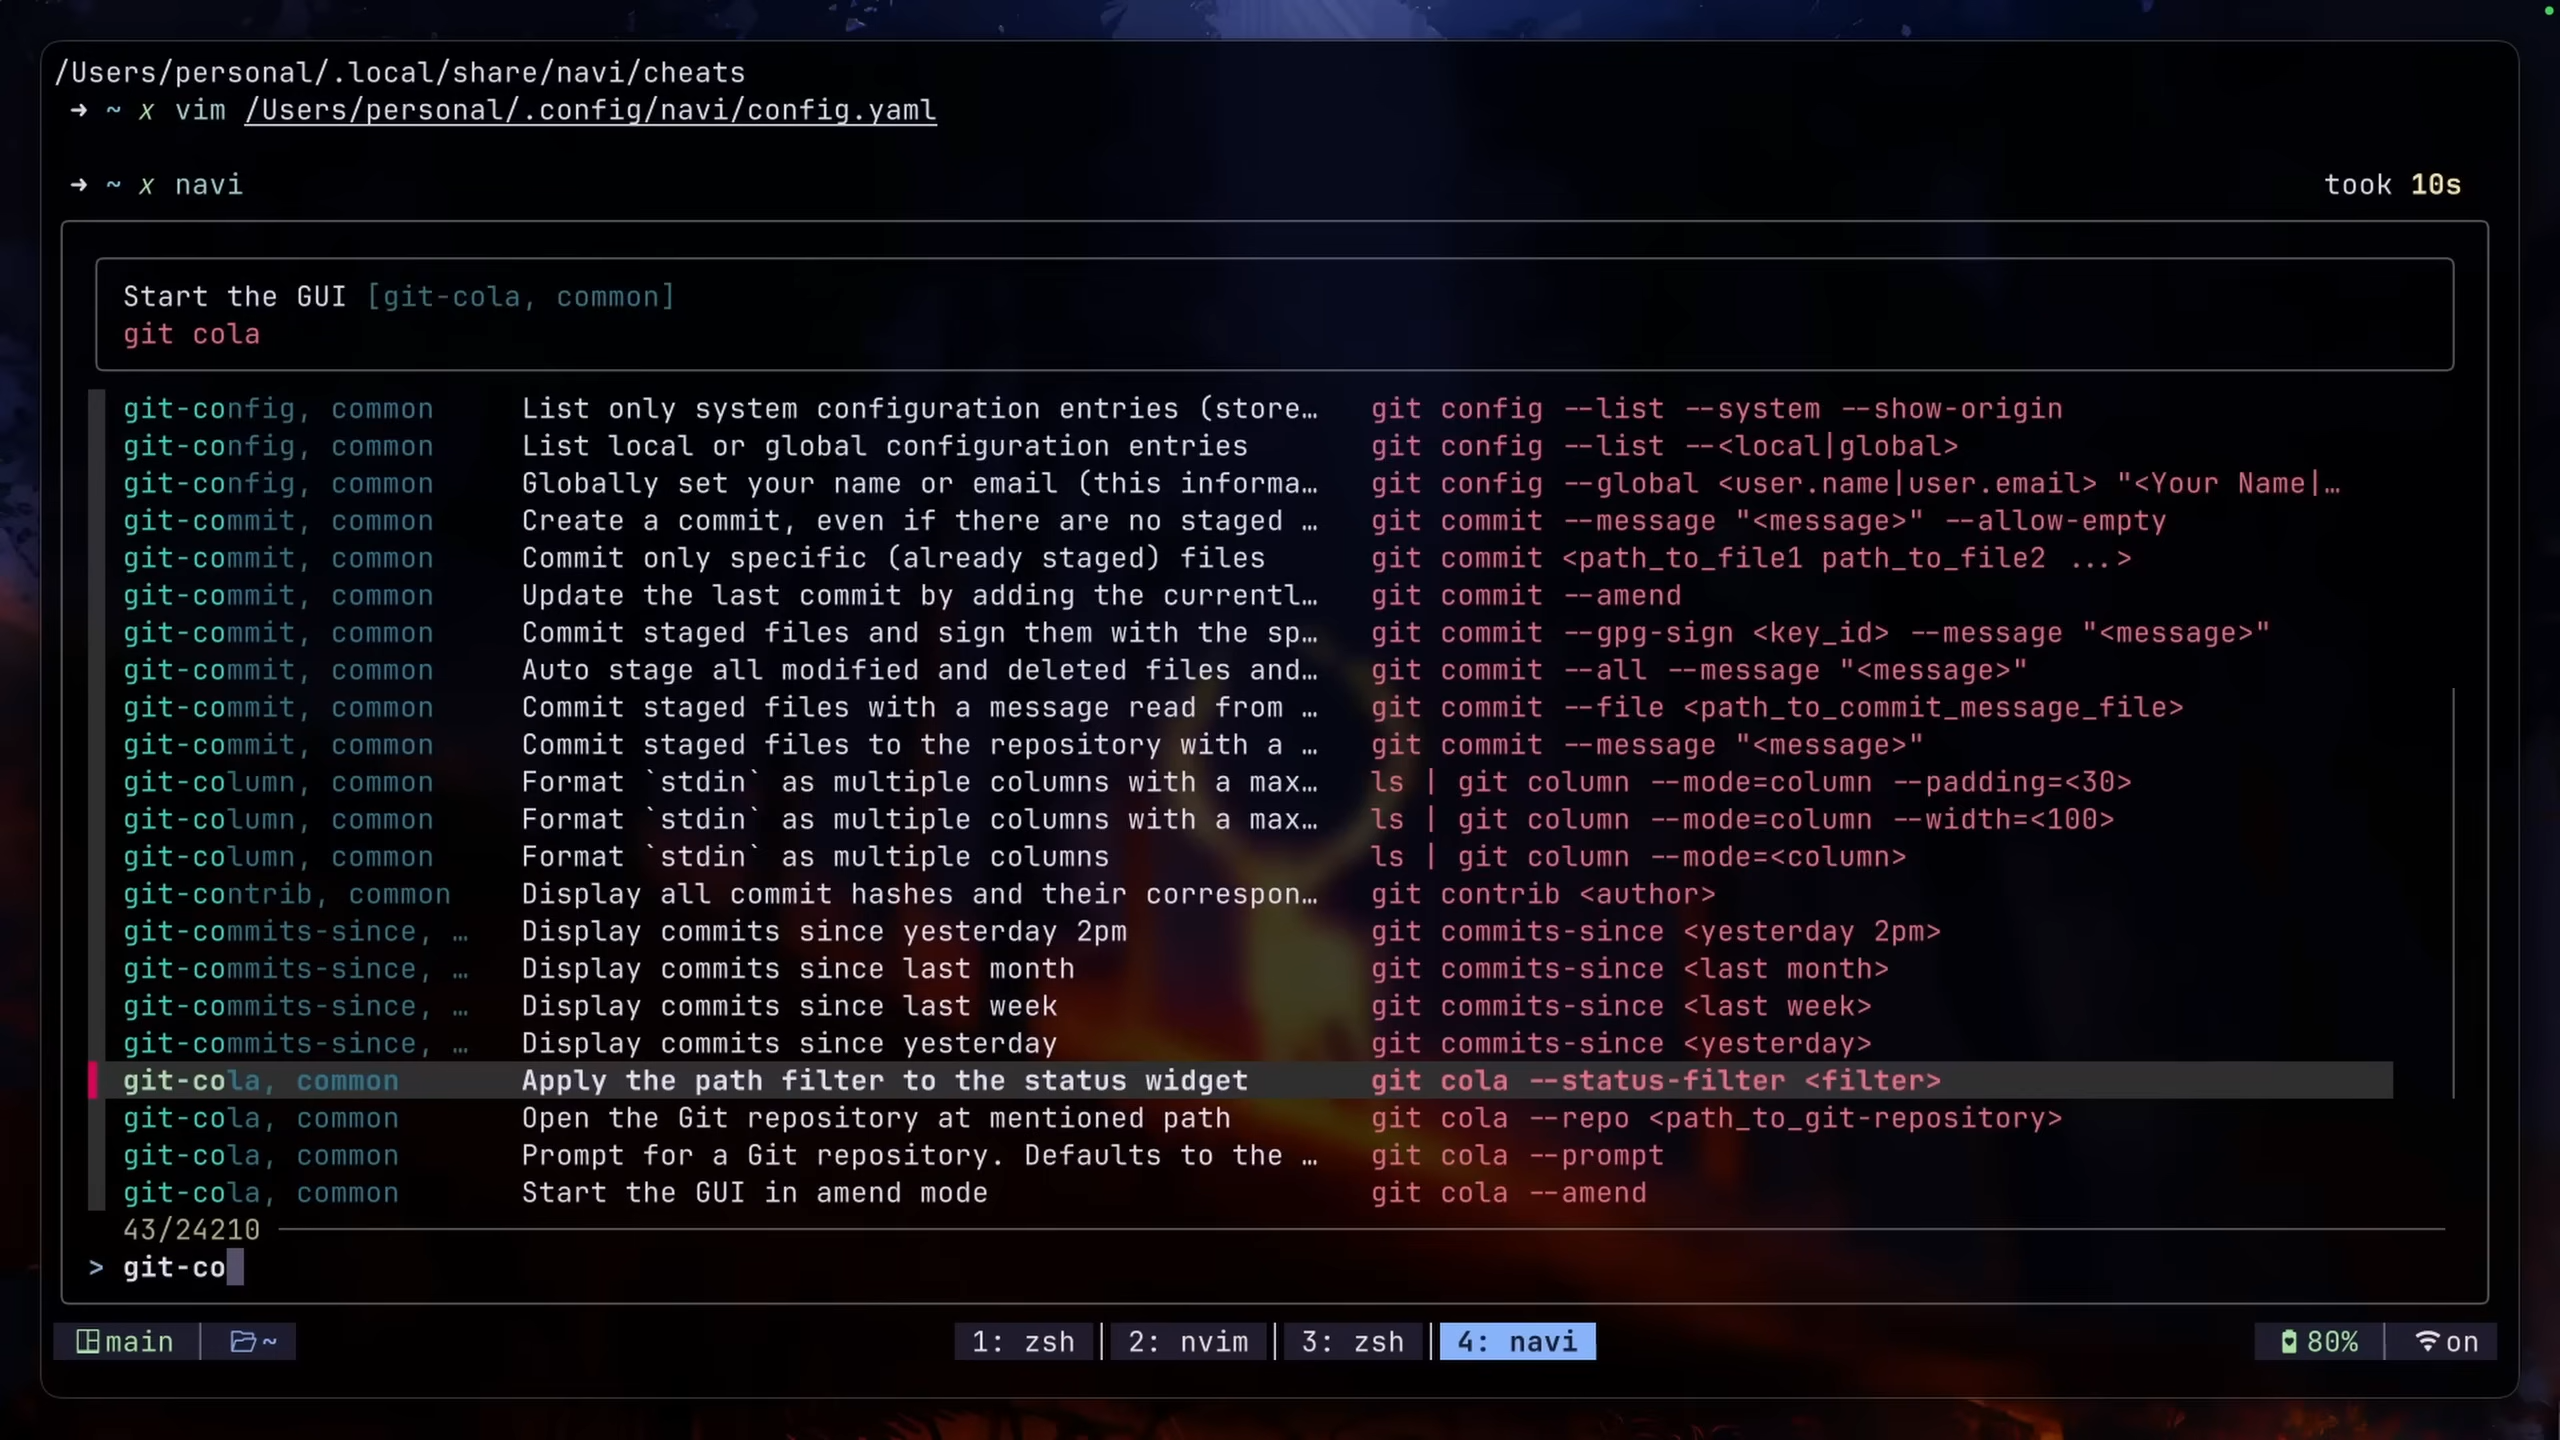 /Users/personal/.local/share/navi/cheats
➜ ~ x vim /Users/personal/.config/navi/config.yaml
➜ ~ x navi took 10s
Start the GUI [git-cola, common]
git cola
git-config, common List only system configuration entries (store… git config --list --system --show-origin
git-config, common List local or global configuration entries git config --list --<local|global>
git-config, common Globally set your name or email (this informa… git config --global <user.name|user.email> "<Your Name|…
git-commit, common Create a commit, even if there are no staged … git commit --message "<message>" --allow-empty
git-commit, common Commit only specific (already staged) files git commit <path_to_file1 path_to_file2 ...>
git-commit, common Update the last commit by adding the currentl… git commit --amend
git-commit, common Commit staged files and sign them with the sp… git commit --gpg-sign <key_id> --message "<message>"
git-commit, common Auto stage all modified and deleted files and… git commit --all --message "<message>"
git-commit, common Commit staged files with a message read from … git commit --file <path_to_commit_message_file>
git-commit, common Commit staged files to the repository with a … git commit --message "<message>"
git-column, common Format `stdin` as multiple columns with a max… ls | git column --mode=column --padding=<30>
git-column, common Format `stdin` as multiple columns with a max… ls | git column --mode=column --width=<100>
git-column, common Format `stdin` as multiple columns ls | git column --mode=<column>
git-contrib, common Display all commit hashes and their correspon… git contrib <author>
git-commits-since, … Display commits since yesterday 2pm git commits-since <yesterday 2pm>
git-commits-since, … Display commits since last month git commits-since <last month>
git-commits-since, … Display commits since last week git commits-since <last week>
git-commits-since, … Display commits since yesterday git commits-since <yesterday>
git-cola, common Apply the path filter to the status widget git cola --status-filter <filter>
git-cola, common Open the Git repository at mentioned path git cola --repo <path_to_git-repository>
git-cola, common Prompt for a Git repository. Defaults to the … git cola --prompt
git-cola, common Start the GUI in amend mode git cola --amend
43/24210
> git-co
main | ~ 1: zsh | 2: nvim | 3: zsh | 4: navi 80% | on